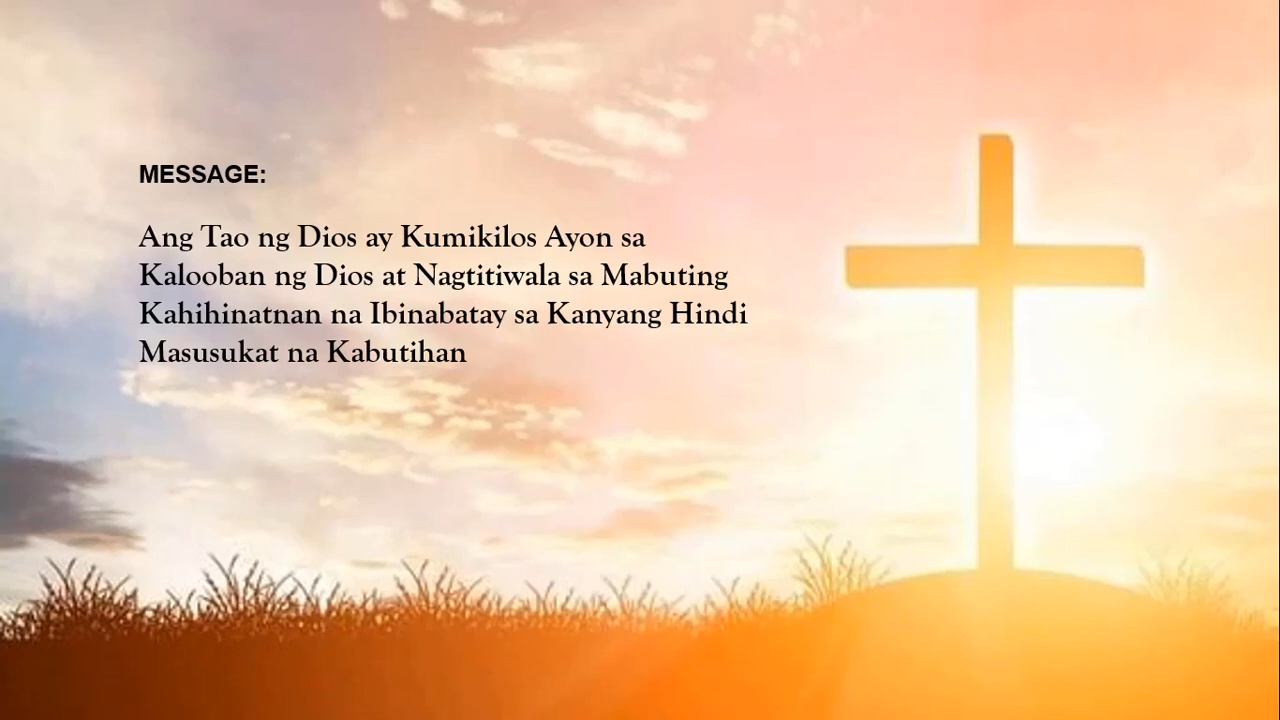 MESSAGE:
Ang Tao ng Dios ay Kumikilos Ayon sa
Kalooban ng Dios at Nagtitiwala sa Mabuting
Kahihinatnan na Ibinabatay sa Kanyang Hindi
Masusukat na Kabutihan